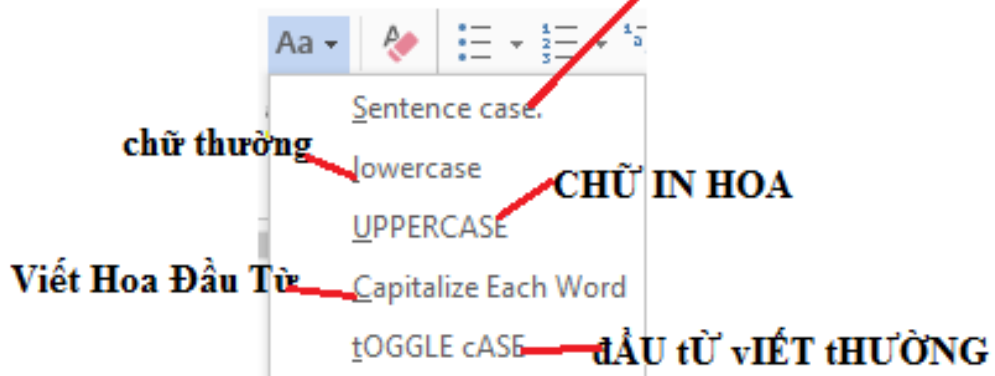 Aa
Sentence case.
chữ thường
lowercase
CHỮ IN HOA
UPPERCASE
Viết Hoa Đầu Từ
Capitalize Each Word
tOGGLE cASE
đẦU tỪ vIẾT tHƯỜNG